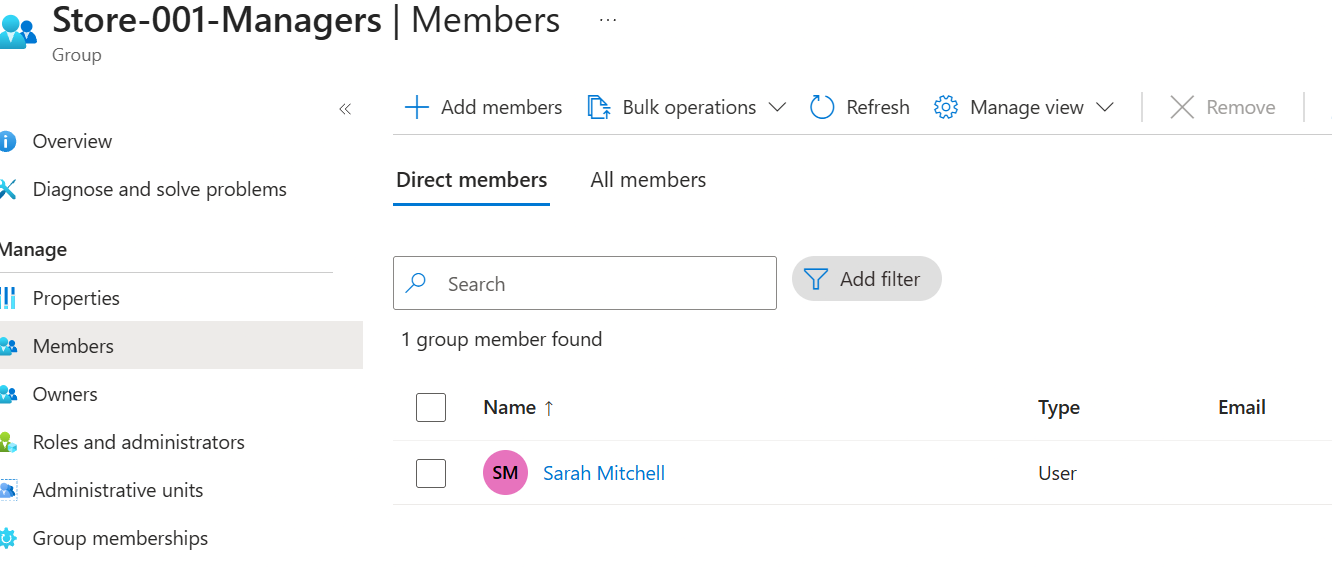 Store-001-Managers | Members ...
Group
«
Add members Bulk operations Refresh Manage view Remove
Overview
Diagnose and solve problems
Manage
Properties
Members
Owners
Roles and administrators
Administrative units
Group memberships
Direct members All members
Search Add filter
1 group member found
Name ↑ Type Email
SM Sarah Mitchell User